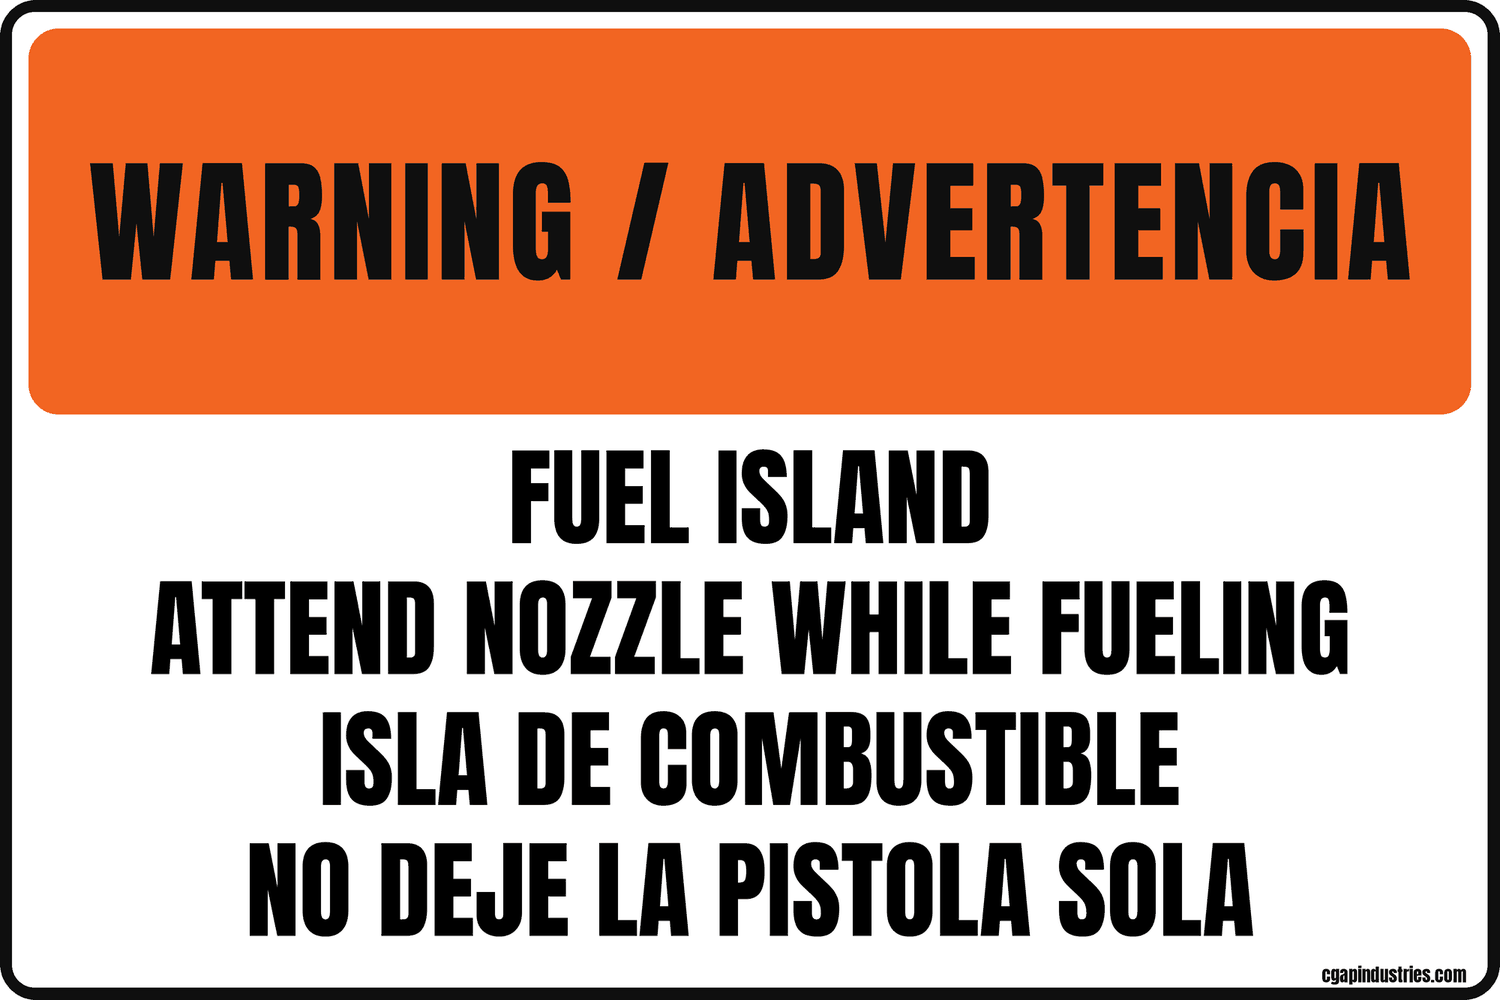 WARNING / ADVERTENCIA
FUEL ISLAND
ATTEND NOZZLE WHILE FUELING
ISLA DE COMBUSTIBLE
NO DEJE LA PISTOLA SOLA
cgapindustries.com